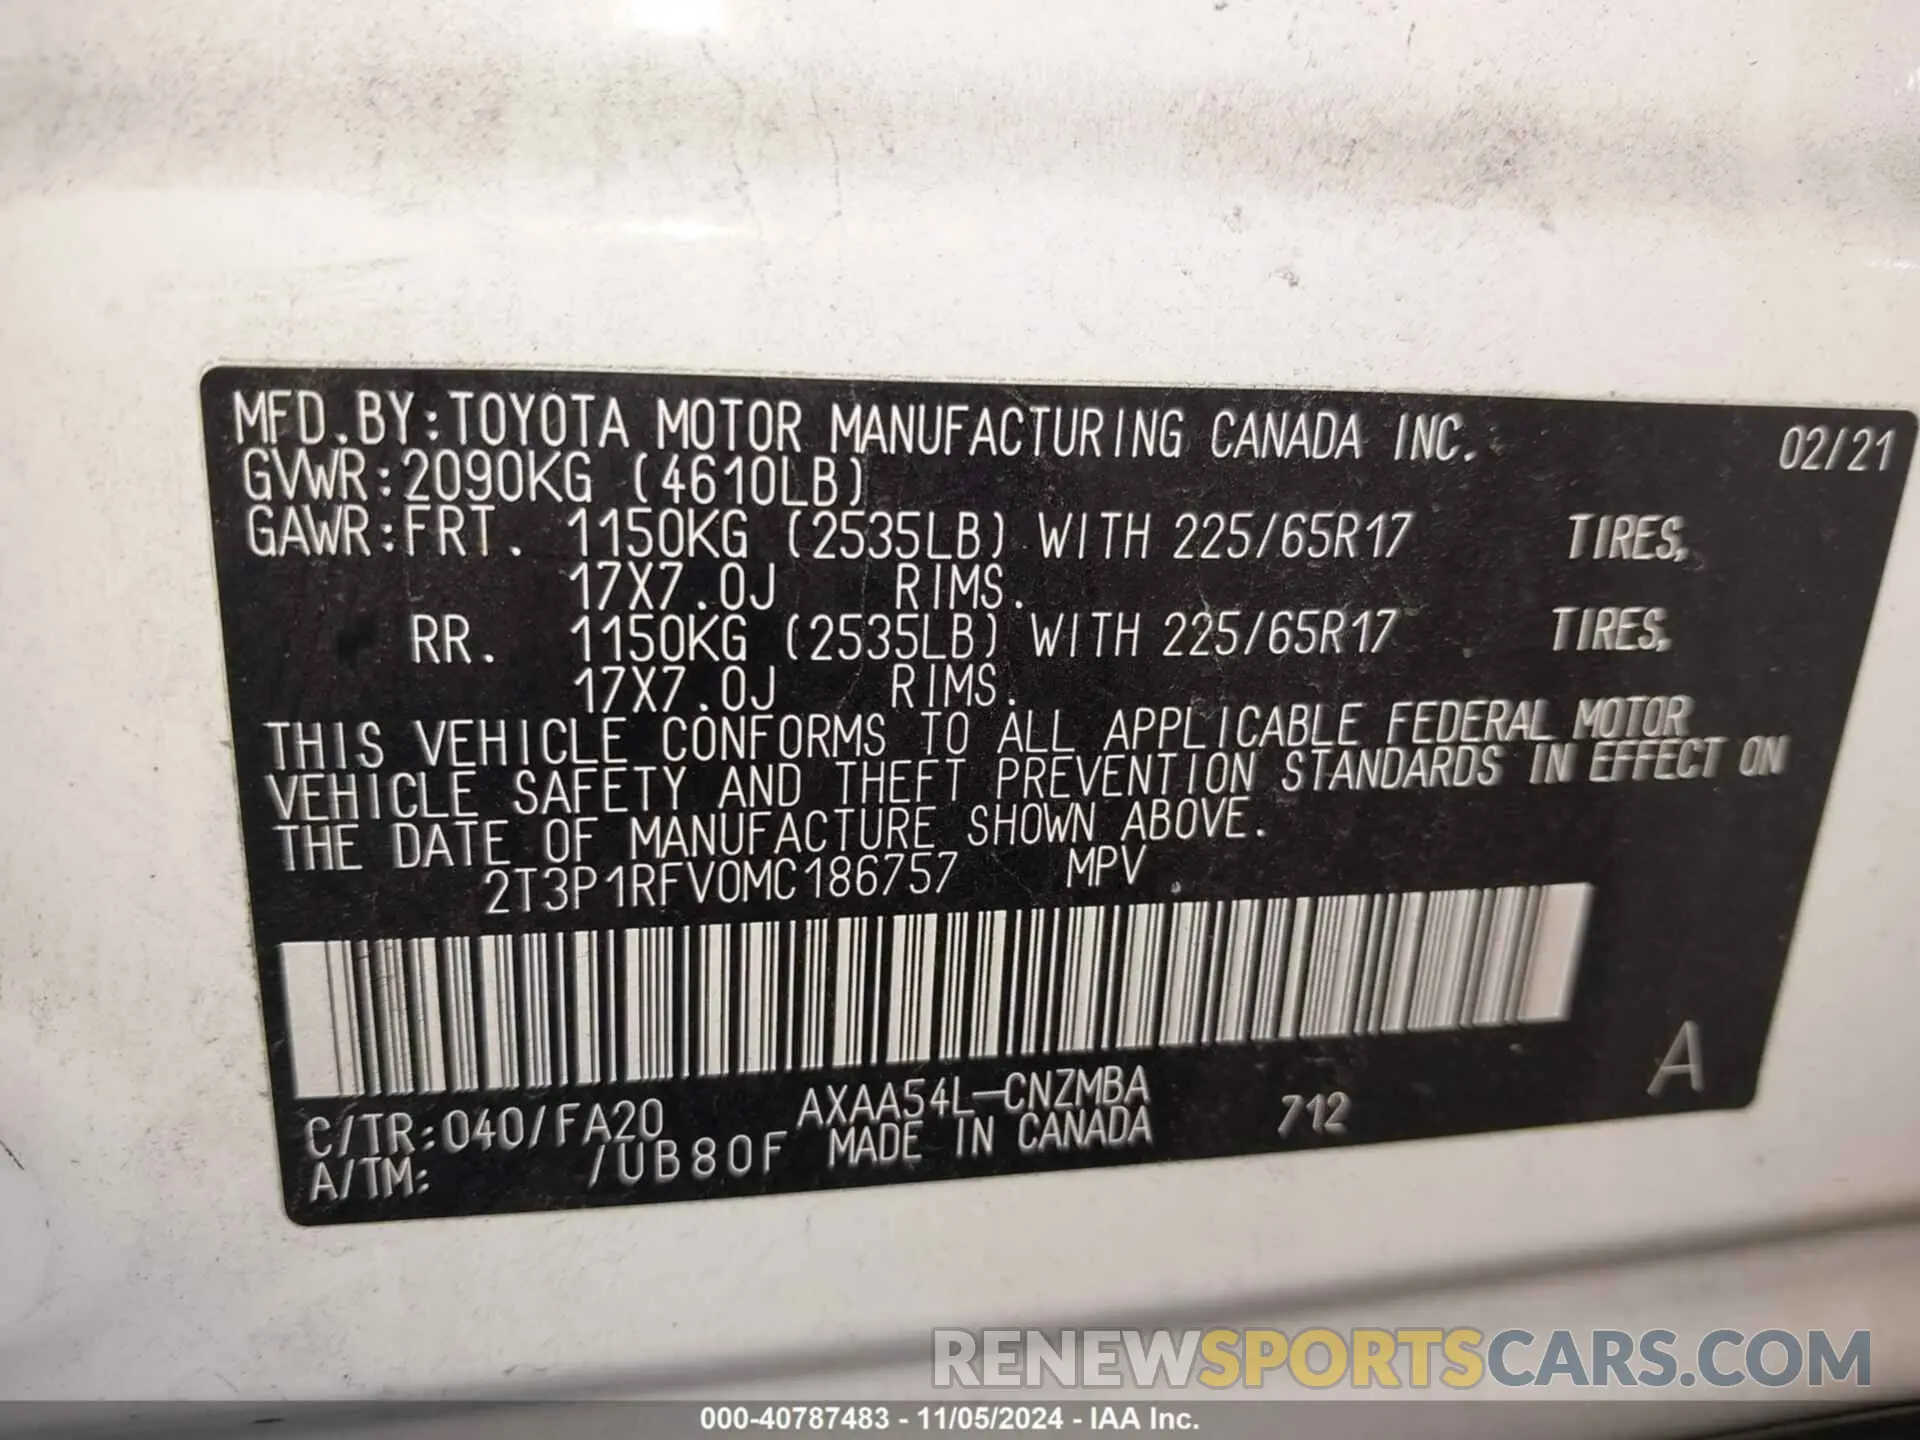 MFD.BY:TOYOTA MOTOR MANUFACTURING CANADA INC. 02/21
GVWR:2090KG (4610LB)
GAWR:FRT. 1150KG (2535LB) WITH 225/65R17 TIRES,
17X7.0J RIMS.
RR. 1150KG (2535LB) WITH 225/65R17 TIRES,
17X7.0J RIMS.
THIS VEHICLE CONFORMS TO ALL APPLICABLE FEDERAL MOTOR
VEHICLE SAFETY AND THEFT PREVENTION STANDARDS IN EFFECT ON
THE DATE OF MANUFACTURE SHOWN ABOVE.
2T3P1RFV0MC186757 MPV
A
C/TR:040/FA20 AXAA54L-CNZMBA 712
A/TM: /UB80F MADE IN CANADA
RENEWSPORTSCARS.COM
000-40787483 - 11/05/2024 - IAA Inc.